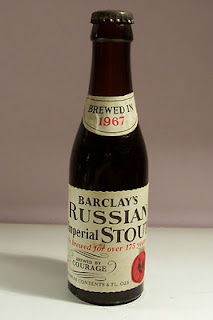 BREWED IN
1967
BARCLAY'S
RUSSIAN
Imperial STOUT
brewed for over 175
BREWED BY
COURAGE
CONTENTS 6 FL. OZS